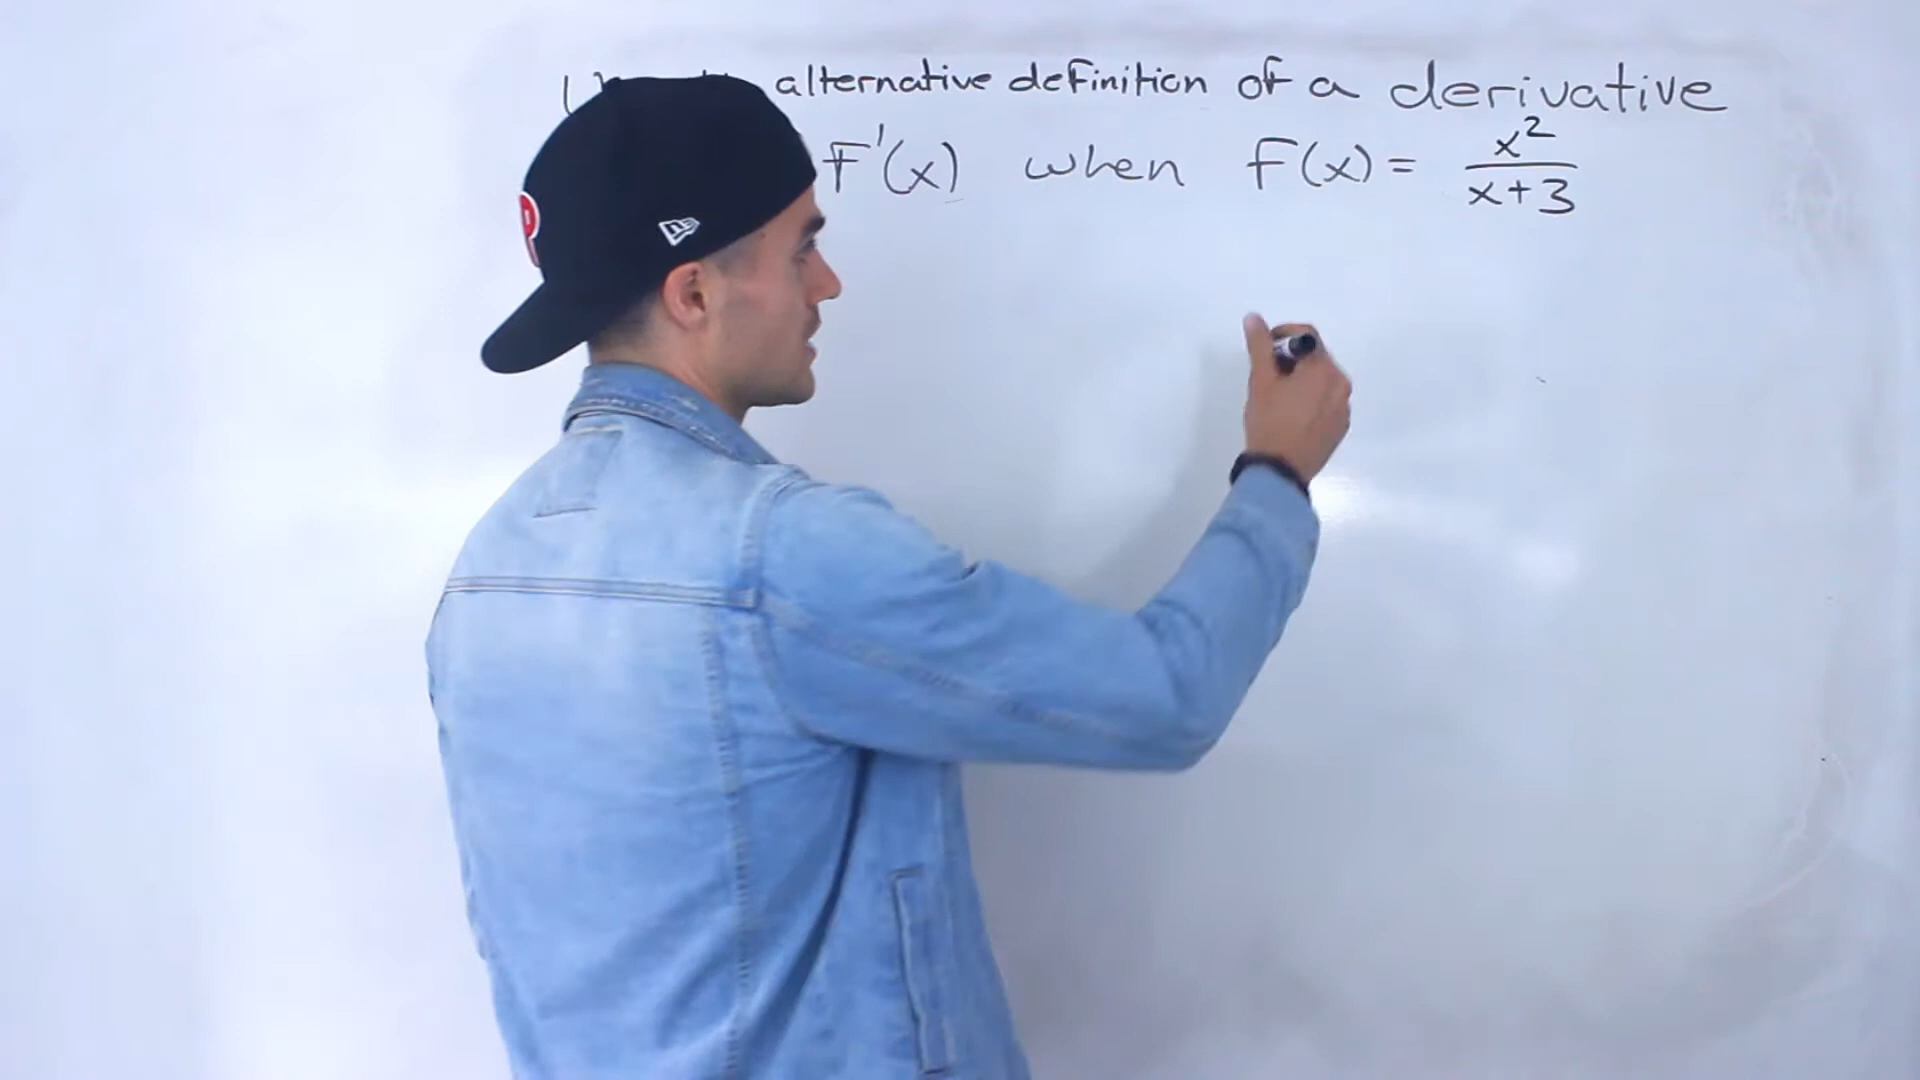 alternative definition of a derivative
F'(x) when F(x) = x²/(x+3)
P